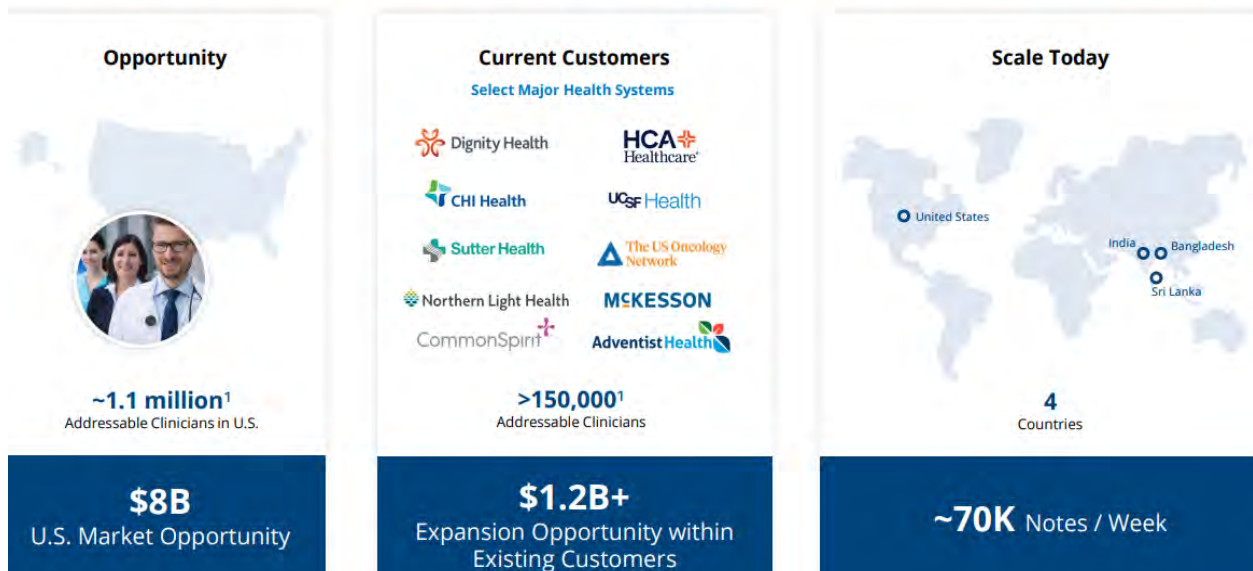 Opportunity
~1.1 million¹
Addressable Clinicians in U.S.
$8B
U.S. Market Opportunity
Current Customers
Select Major Health Systems
Dignity Health
HCA
Healthcare®
CHI Health
UCSF Health
Sutter Health
The US Oncology
Network
Northern Light Health
MCKESSON
CommonSpirit
Adventist Health
>150,000¹
Addressable Clinicians
$1.2B+
Expansion Opportunity within
Existing Customers
Scale Today
United States
India
Bangladesh
Sri Lanka
4
Countries
~70K Notes / Week